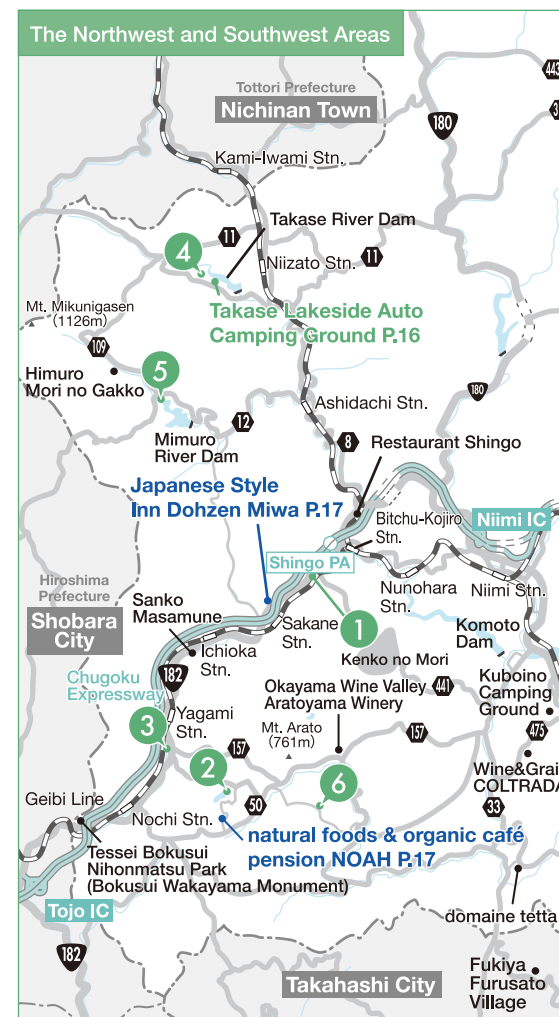 The Northwest and Southwest Areas
443
Tottori Prefecture
Nichinan Town
180
Kami-Iwami Stn.
Takase River Dam
11
4
Niizato Stn.
11
Takase Lakeside Auto
Camping Ground P.16
Mt. Mikunigasen
(1126m)
109
5
Himuro
Mori no Gakko
180
Ashidachi Stn.
12
8
Mimuro
River Dam
Restaurant Shingo
Japanese Style
Inn Dohzen Miwa P.17
Bitchu-Kojiro
Stn.
Niimi IC
Shingo PA
Hiroshima
Prefecture
Shobara
City
Nunohara
Stn.
Niimi Stn.
Sanko
Masamune
Sakane
Stn.
1
Komoto
Dam
Ichioka
Stn.
Kenko no Mori
182
Chugoku
Expressway
Okayama Wine Valley
Aratoyama Winery
441
Kuboino
Camping
Ground
Yagami
Stn.
Mt. Arato
(761m)
157
475
3
157
2
6
Wine&Grai
COLTRADA
Geibi Line
Nochi Stn.
50
33
natural foods & organic café
pension NOAH P.17
Tessei Bokusui
Nihonmatsu Park
(Bokusui Wakayama Monument)
Tojo IC
domaine tetta
182
Takahashi City
Fukiya
Furusato
Village